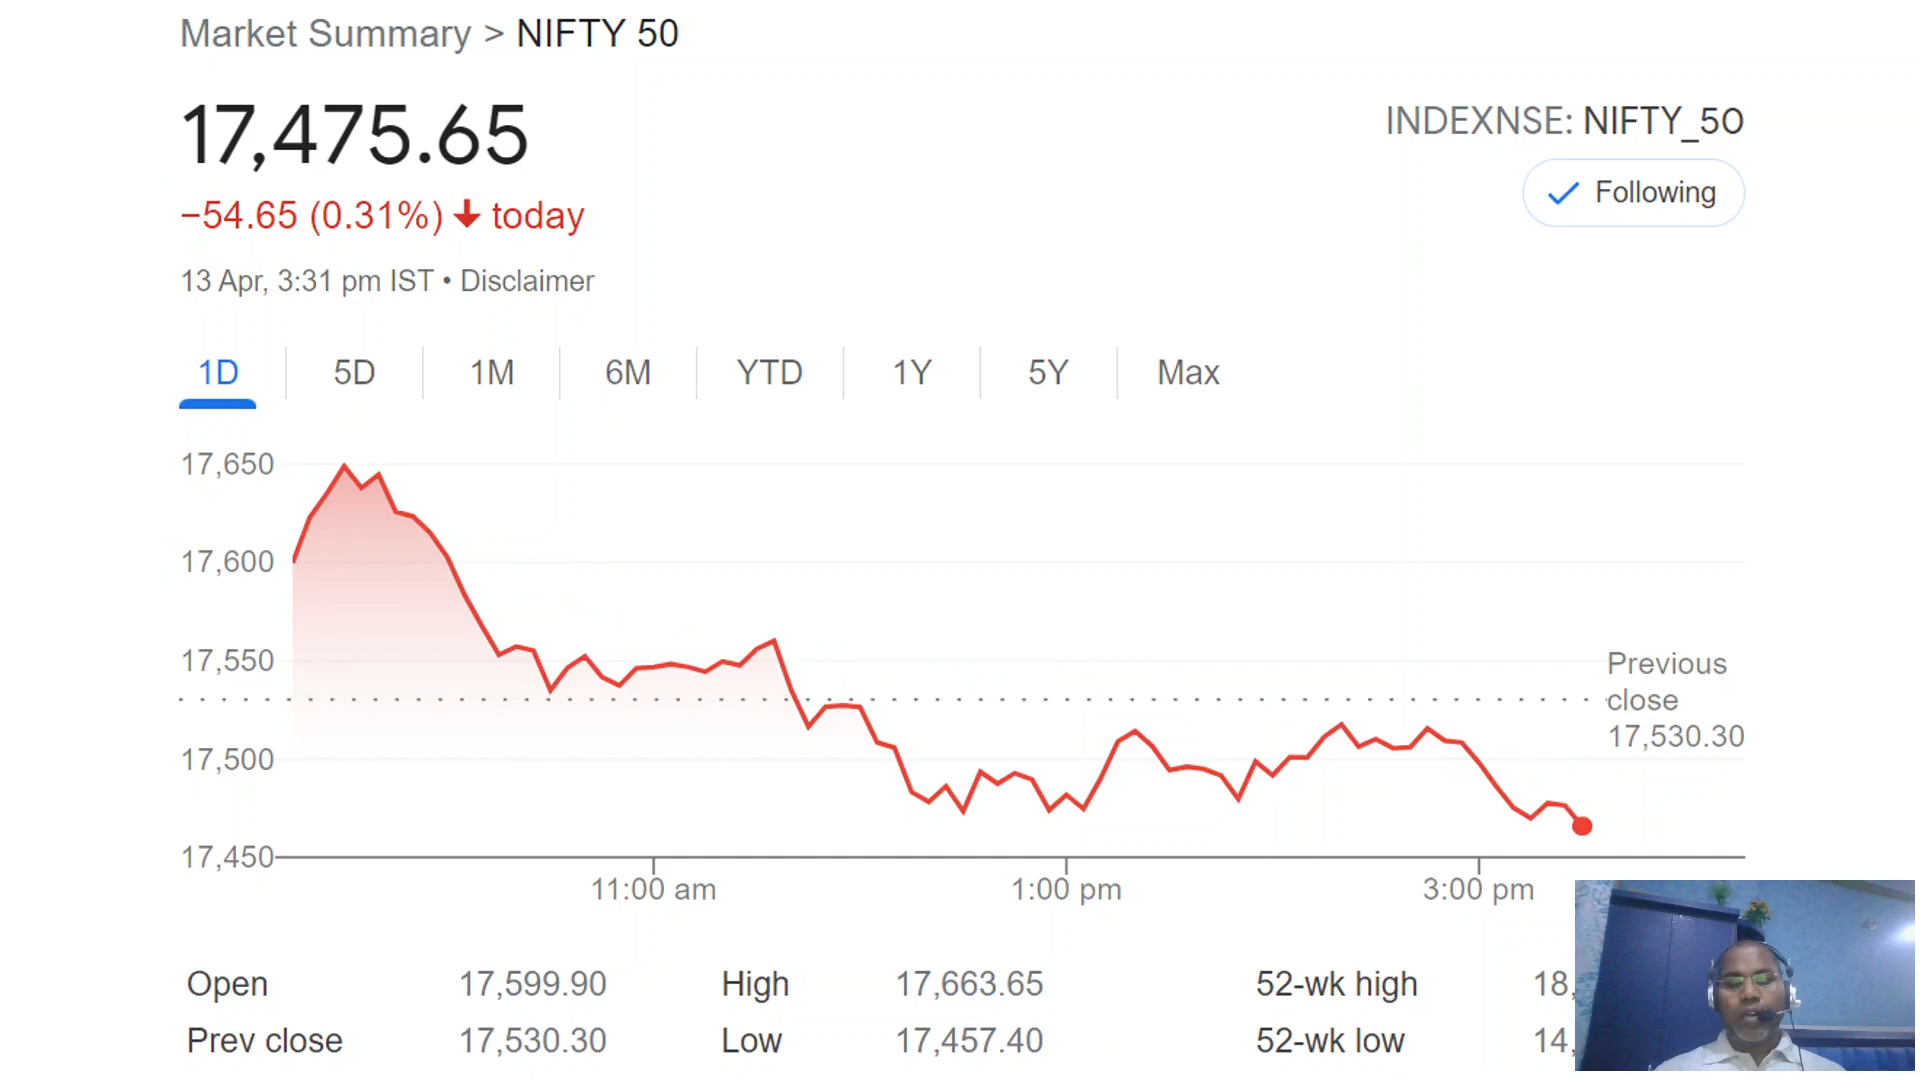 Market Summary > NIFTY 50
17,475.65
INDEXNSE: NIFTY_50
−54.65 (0.31%) ↓ today
✓ Following
13 Apr, 3:31 pm IST • Disclaimer
1D 5D 1M 6M YTD 1Y 5Y Max
17,650
17,600
17,550
Previous
close
17,530.30
17,500
17,450
11:00 am 1:00 pm 3:00 pm
Open 17,599.90 High 17,663.65 52-wk high 18,
Prev close 17,530.30 Low 17,457.40 52-wk low 14,